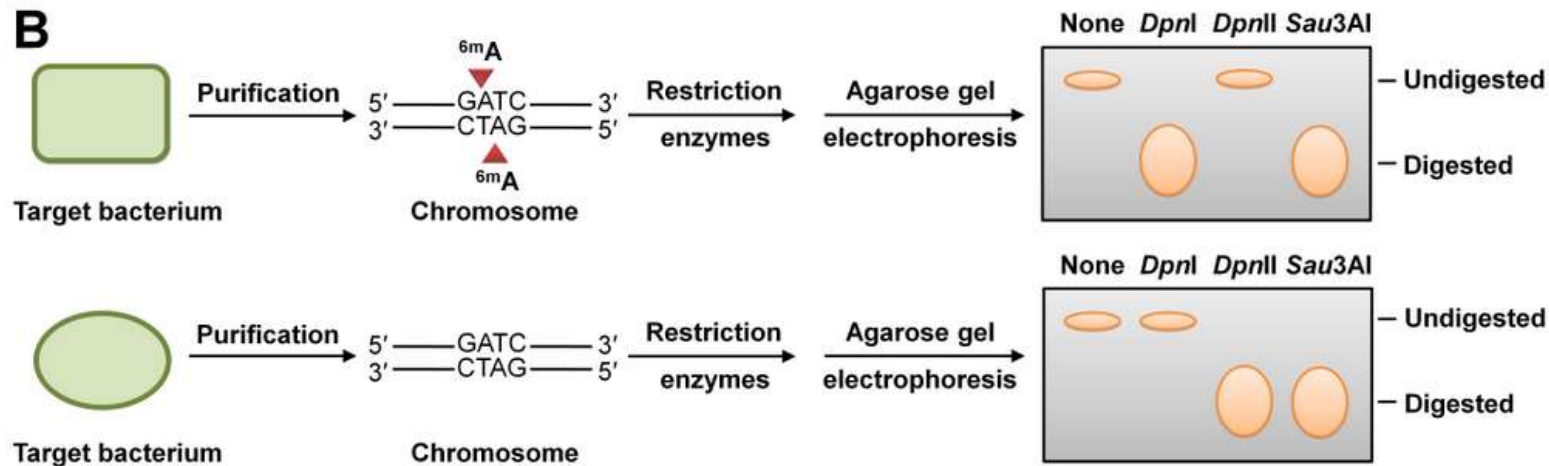 B
None DpnI DpnII Sau3AI
6mA
Purification
5′ GATC 3′
3′ CTAG 5′
6mA
Restriction
enzymes
Agarose gel
electrophoresis
Undigested
Digested
Target bacterium
Chromosome
None DpnI DpnII Sau3AI
Purification
5′ GATC 3′
3′ CTAG 5′
Restriction
enzymes
Agarose gel
electrophoresis
Undigested
Digested
Target bacterium
Chromosome